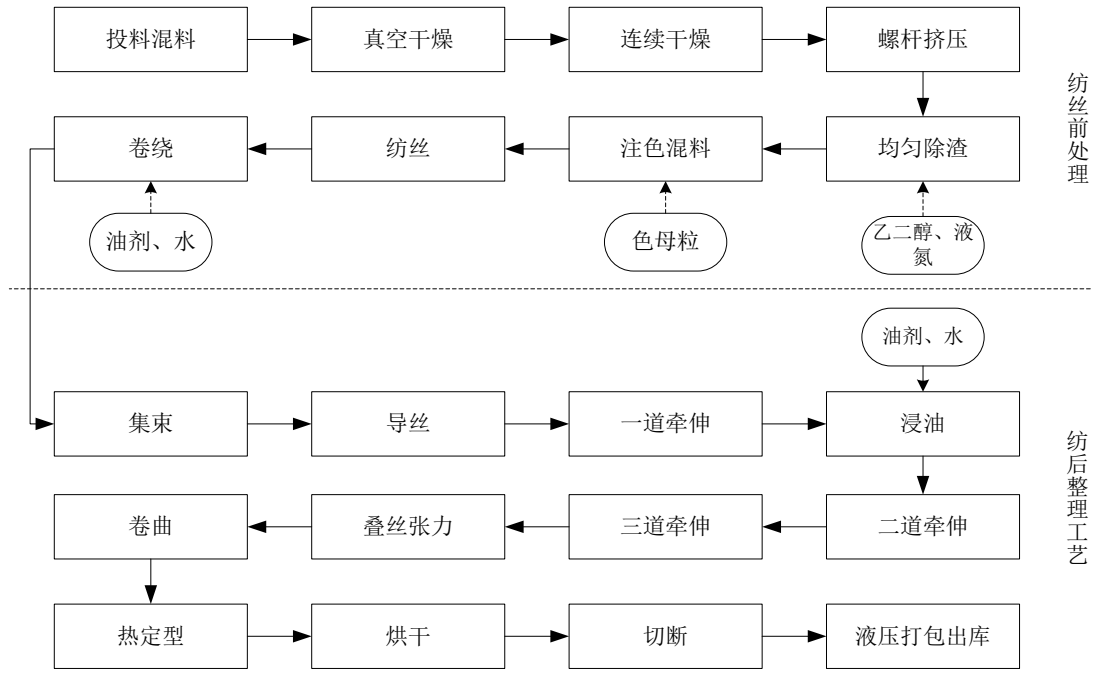 投料混料
真空干燥
连续干燥
螺杆挤压
卷绕
纺丝
注色混料
均匀除渣
油剂、水
色母粒
乙二醇、液
氮
纺丝前处理
油剂、水
集束
导丝
一道牵伸
浸油
卷曲
叠丝张力
三道牵伸
二道牵伸
热定型
烘干
切断
液压打包出库
纺后整理工艺